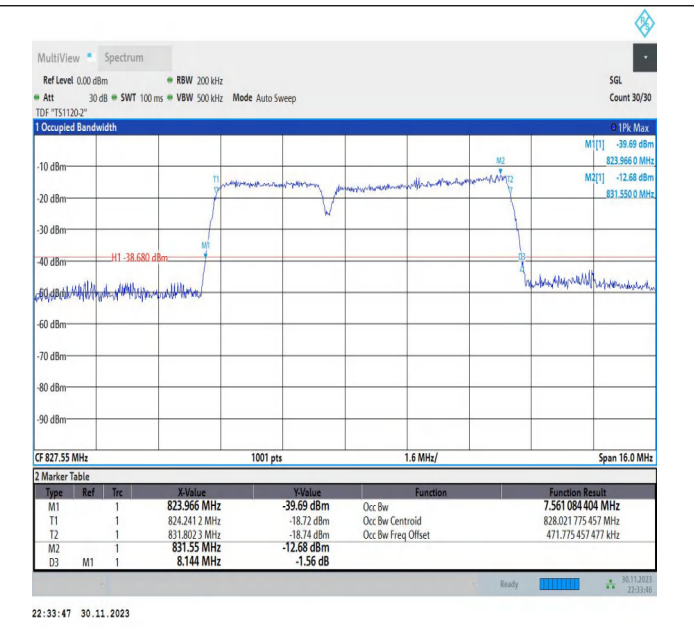 R S
MultiView Spectrum
Ref Level 0.00 dBm RBW 200 kHz SGL
Att 30 dB SWT 100 ms VBW 500 kHz Mode Auto Sweep Count 30/30
TDF "TS1120-2"
1 Occupied Bandwidth 1Pk Max
M1[1] -39.69 dBm
823.966 0 MHz
M2[1] -12.68 dBm
831.550 0 MHz
M2
T1
T2
M1
D3
H1 -38.680 dBm
-10 dBm
-20 dBm
-30 dBm
-40 dBm
-50 dBm
-60 dBm
-70 dBm
-80 dBm
-90 dBm
CF 827.55 MHz 1001 pts 1.6 MHz/ Span 16.0 MHz
2 Marker Table
Type Ref Trc X-Value Y-Value Function Function Result
M1 1 823.966 MHz -39.69 dBm Occ Bw 7.561 084 404 MHz
T1 1 824.241 2 MHz -18.72 dBm Occ Bw Centroid 828.021 775 457 MHz
T2 1 831.802 3 MHz -18.74 dBm Occ Bw Freq Offset 471.775 457 477 kHz
M2 1 831.55 MHz -12.68 dBm
D3 M1 1 8.144 MHz -1.56 dB
Ready 30.11.2023
22:33:46
22:33:47 30.11.2023